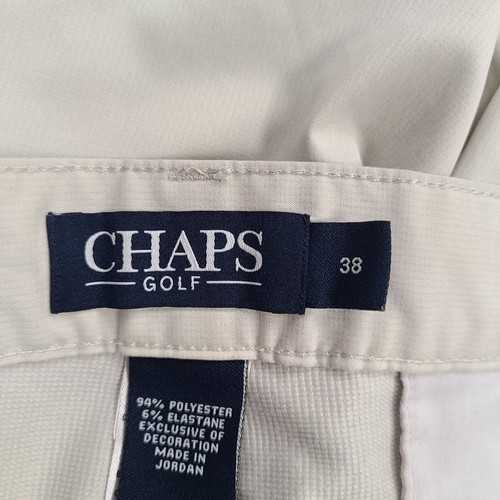 CHAPS
GOLF
38
94% POLYESTER
6% ELASTANE
EXCLUSIVE OF
DECORATION
MADE IN
JORDAN